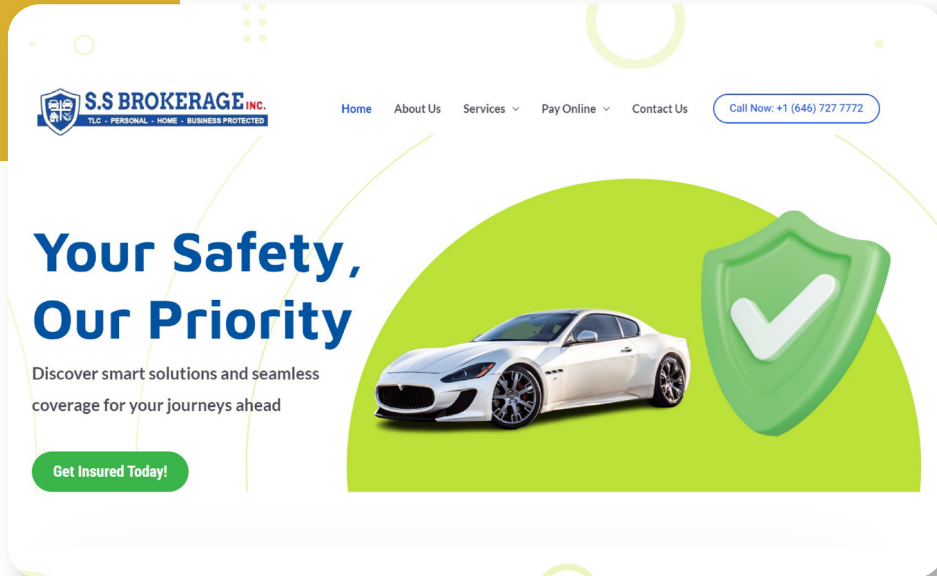 S.S BROKERAGE INC.
TLC - PERSONAL - HOME - BUSINESS PROTECTED
Home About Us Services Pay Online Contact Us Call Now: +1 (646) 727 7772
Your Safety,
Our Priority
Discover smart solutions and seamless
coverage for your journeys ahead
Get Insured Today!